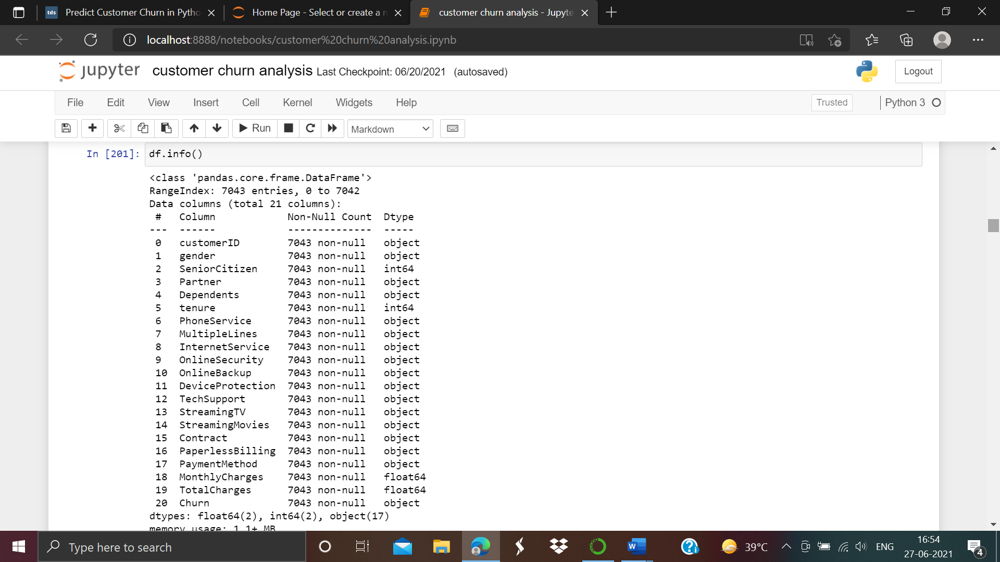 tds Predict Customer Churn in Pytho
Home Page - Select or create a n
customer churn analysis - Jupyte
localhost:8888/notebooks/customer%20churn%20analysis.ipynb
jupyter customer churn analysis Last Checkpoint: 06/20/2021 (autosaved)
Logout
File Edit View Insert Cell Kernel Widgets Help
Trusted Python 3
Run Markdown
In [201]: df.info()
<class 'pandas.core.frame.DataFrame'>
RangeIndex: 7043 entries, 0 to 7042
Data columns (total 21 columns):
# Column Non-Null Count Dtype
--- ------ -------------- -----
0 customerID 7043 non-null object
1 gender 7043 non-null object
2 SeniorCitizen 7043 non-null int64
3 Partner 7043 non-null object
4 Dependents 7043 non-null object
5 tenure 7043 non-null int64
6 PhoneService 7043 non-null object
7 MultipleLines 7043 non-null object
8 InternetService 7043 non-null object
9 OnlineSecurity 7043 non-null object
10 OnlineBackup 7043 non-null object
11 DeviceProtection 7043 non-null object
12 TechSupport 7043 non-null object
13 StreamingTV 7043 non-null object
14 StreamingMovies 7043 non-null object
15 Contract 7043 non-null object
16 PaperlessBilling 7043 non-null object
17 PaymentMethod 7043 non-null object
18 MonthlyCharges 7043 non-null float64
19 TotalCharges 7043 non-null float64
20 Churn 7043 non-null object
dtypes: float64(2), int64(2), object(17)
memory usage: 1.1+ MB
Type here to search
W
39°C
ENG
16:54
27-06-2021
4